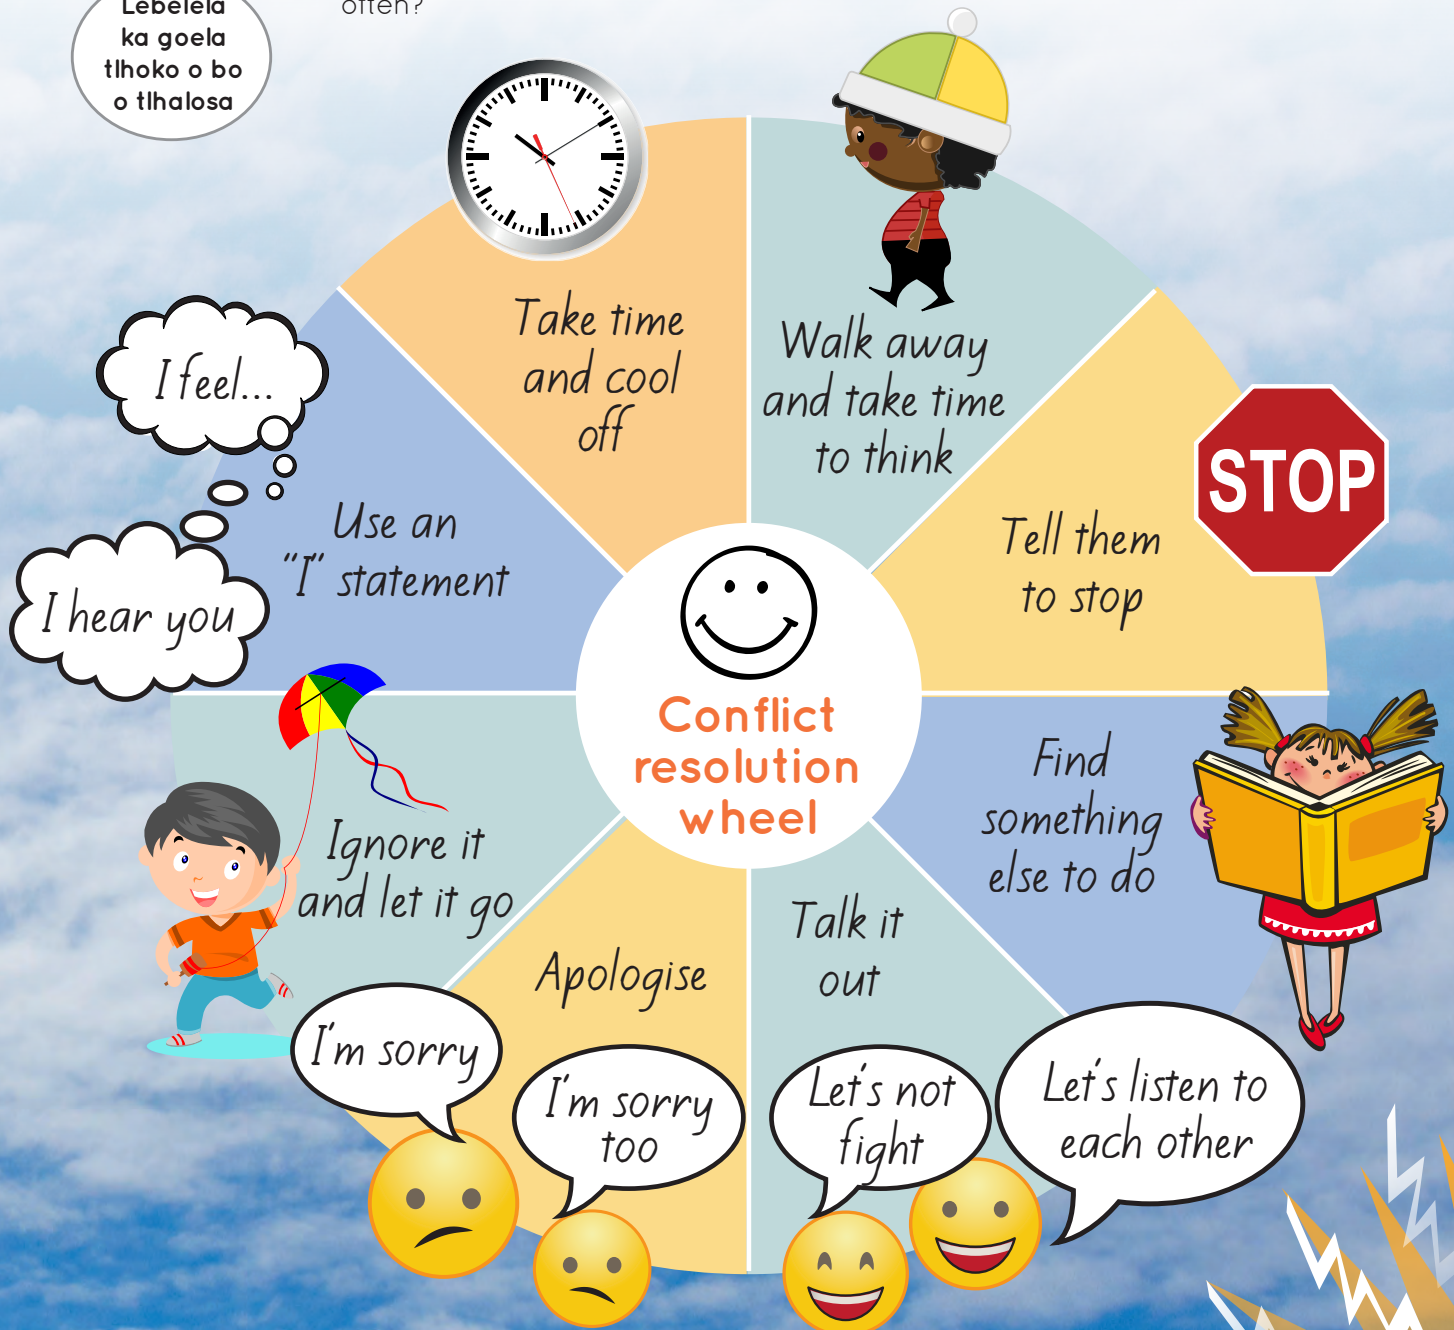 often?
Lebelela
ka goela
tlhoko o bo
o tlhalosa
Take time
and cool
off
Walk away
and take time
to think
I feel...
Use an
"I" statement
I hear you
Tell them
to stop
STOP
Conflict
resolution
wheel
Find
something
else to do
Ignore it
and let it go
Talk it
out
Apologise
I'm sorry
I'm sorry
too
Let's not
fight
Let's listen to
each other